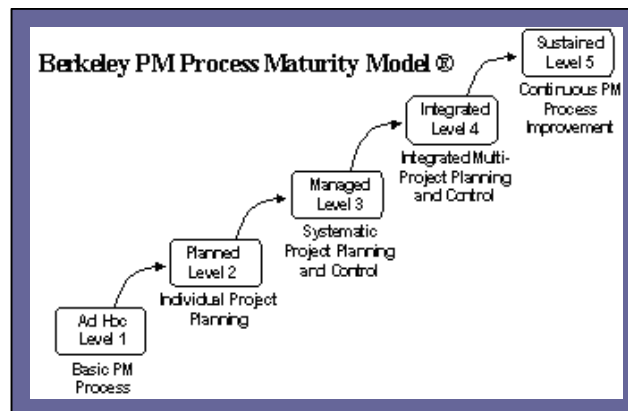 Berkeley PM Process Maturity Model ®
Sustained
Level 5
Continuous PM
Process
Improvement
Integrated
Level 4
Integrated Multi-
Project Planning
and Control
Managed
Level 3
Systematic
Project Planning
and Control
Planned
Level 2
Individual Project
Planning
Ad Hoc
Level 1
Basic PM
Process